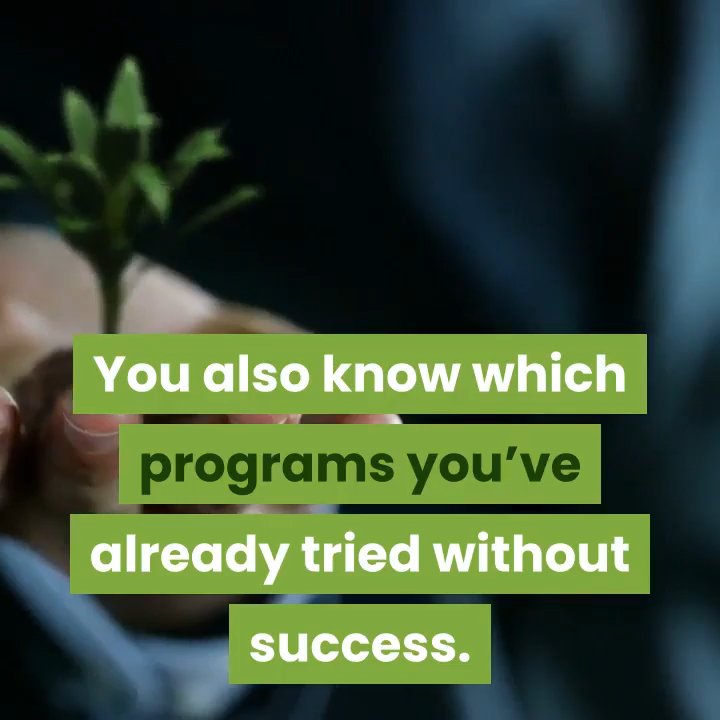 You also know which
programs you’ve
already tried without
success.